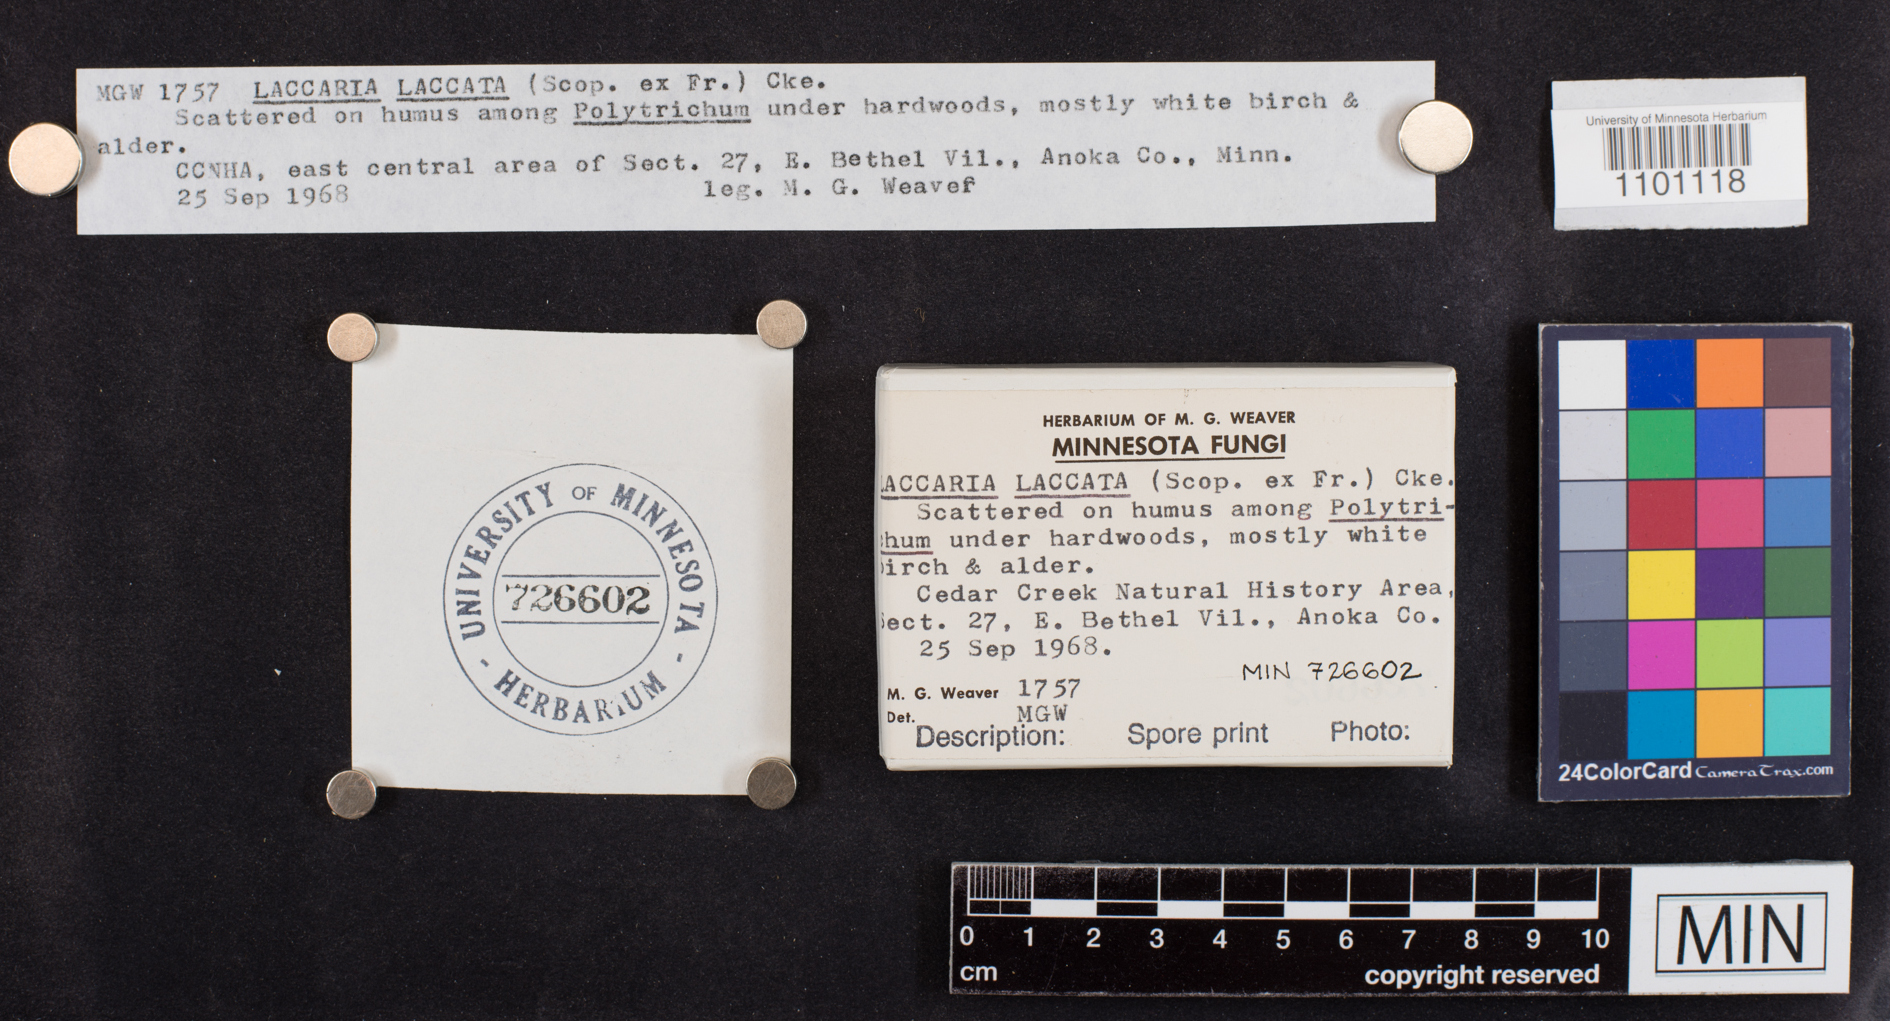 MGW 1757 LACCARIA LACCATA (Scop. ex Fr.) Cke.
Scattered on humus among Polytrichum under hardwoods, mostly white birch &
alder.
CCNHA, east central area of Sect. 27, E. Bethel Vil., Anoka Co., Minn.
25 Sep 1968 leg. M. G. Weaver
University of Minnesota Herbarium
1101118
UNIVERSITY OF MINNESOTA
726602
- HERBARIUM -
HERBARIUM OF M. G. WEAVER
MINNESOTA FUNGI
LACCARIA LACCATA (Scop. ex Fr.) Cke.
Scattered on humus among Polytri-
chum under hardwoods, mostly white
birch & alder.
Cedar Creek Natural History Area,
Sect. 27, E. Bethel Vil., Anoka Co.
25 Sep 1968.
MIN 726602
M. G. Weaver 1757
Det. MGW
Description: Spore print Photo:
24ColorCard CameraTrax.com
0 1 2 3 4 5 6 7 8 9 10
cm copyright reserved
MIN